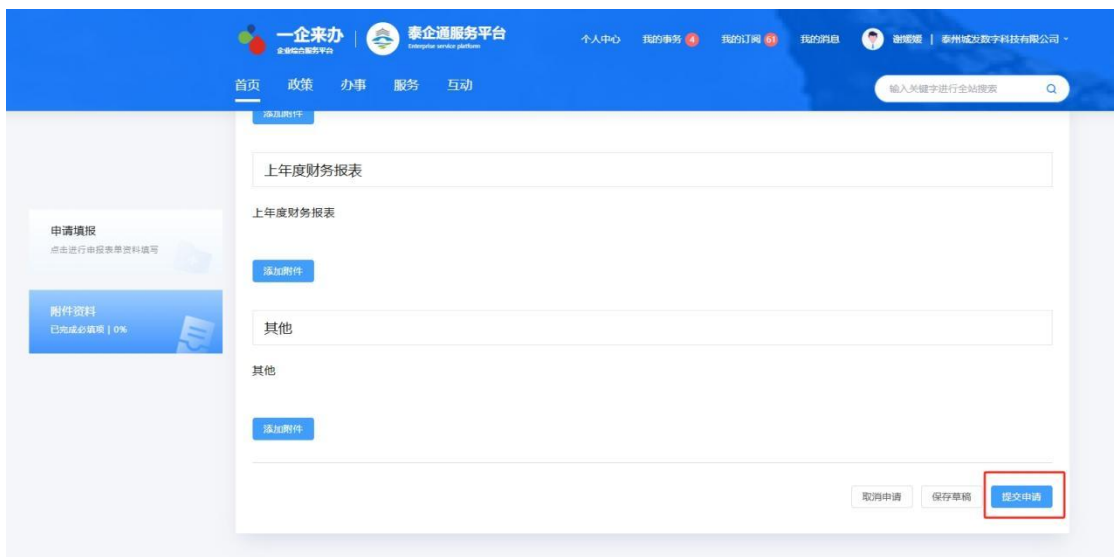 一企来办
企业综合服务平台
泰企通服务平台
Enterprise service platform
个人中心 我的事务 4 我的订阅 61 我的消息 谢媛媛 | 泰州城发数字科技有限公司
首页 政策 办事 服务 互动
输入关键字进行全站搜索
添加附件
上年度财务报表
上年度财务报表
申请填报
点击进行申报表单资料填写
添加附件
附件资料
已完成必填项 | 0%
其他
其他
添加附件
取消申请 保存草稿 提交申请